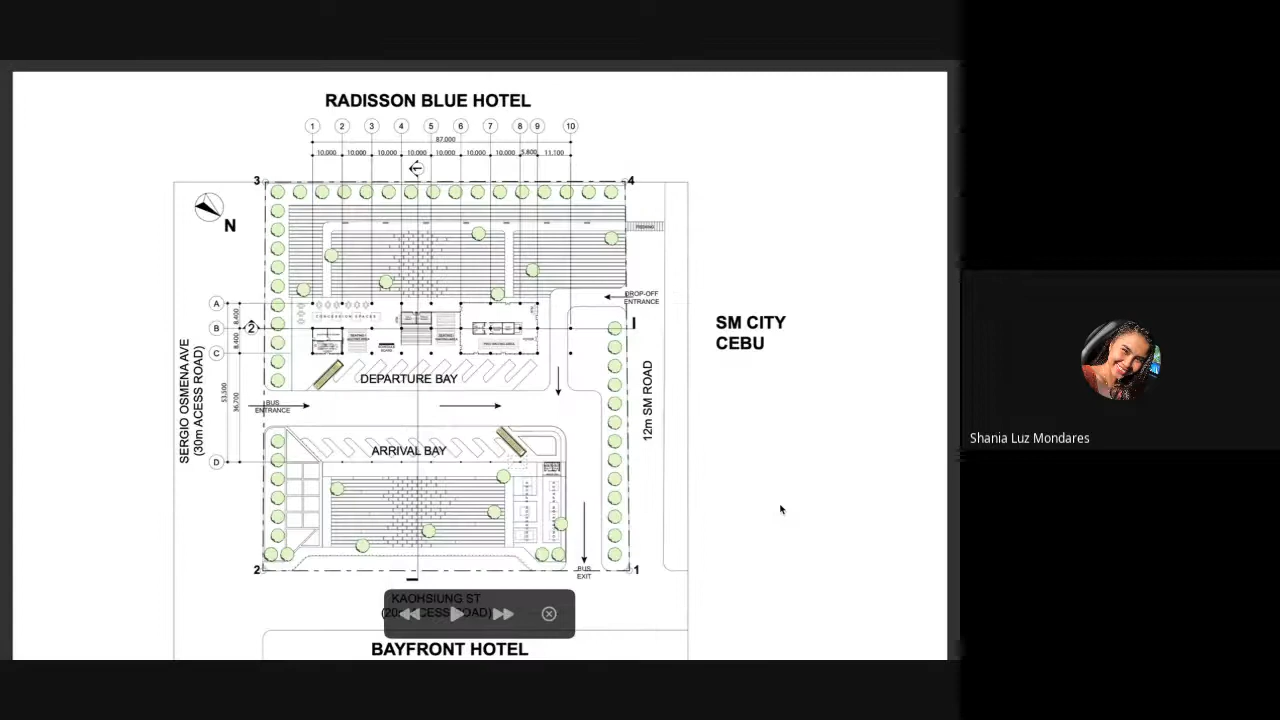 RADISSON BLUE HOTEL
1 2 3 4 5 6 7 8 9 10
87.000
10.000 10.000 10.000 10.000 10.000 10.000 10.000 5.800 11.100
1
3
4
N
DROP-OFF
ENTRANCE
A
B
C
D
8.400
8.400
53.500
36.700
2
CONCESSION SPACES
SM CITY
CEBU
DEPARTURE BAY
SERGIO OSMENA AVE
(30m ACESS ROAD)
BUS
ENTRANCE
12m SM ROAD
ARRIVAL BAY
Shania Luz Mondares
2
BUS
EXIT
1
KAOHSIUNG ST
BAYFRONT HOTEL